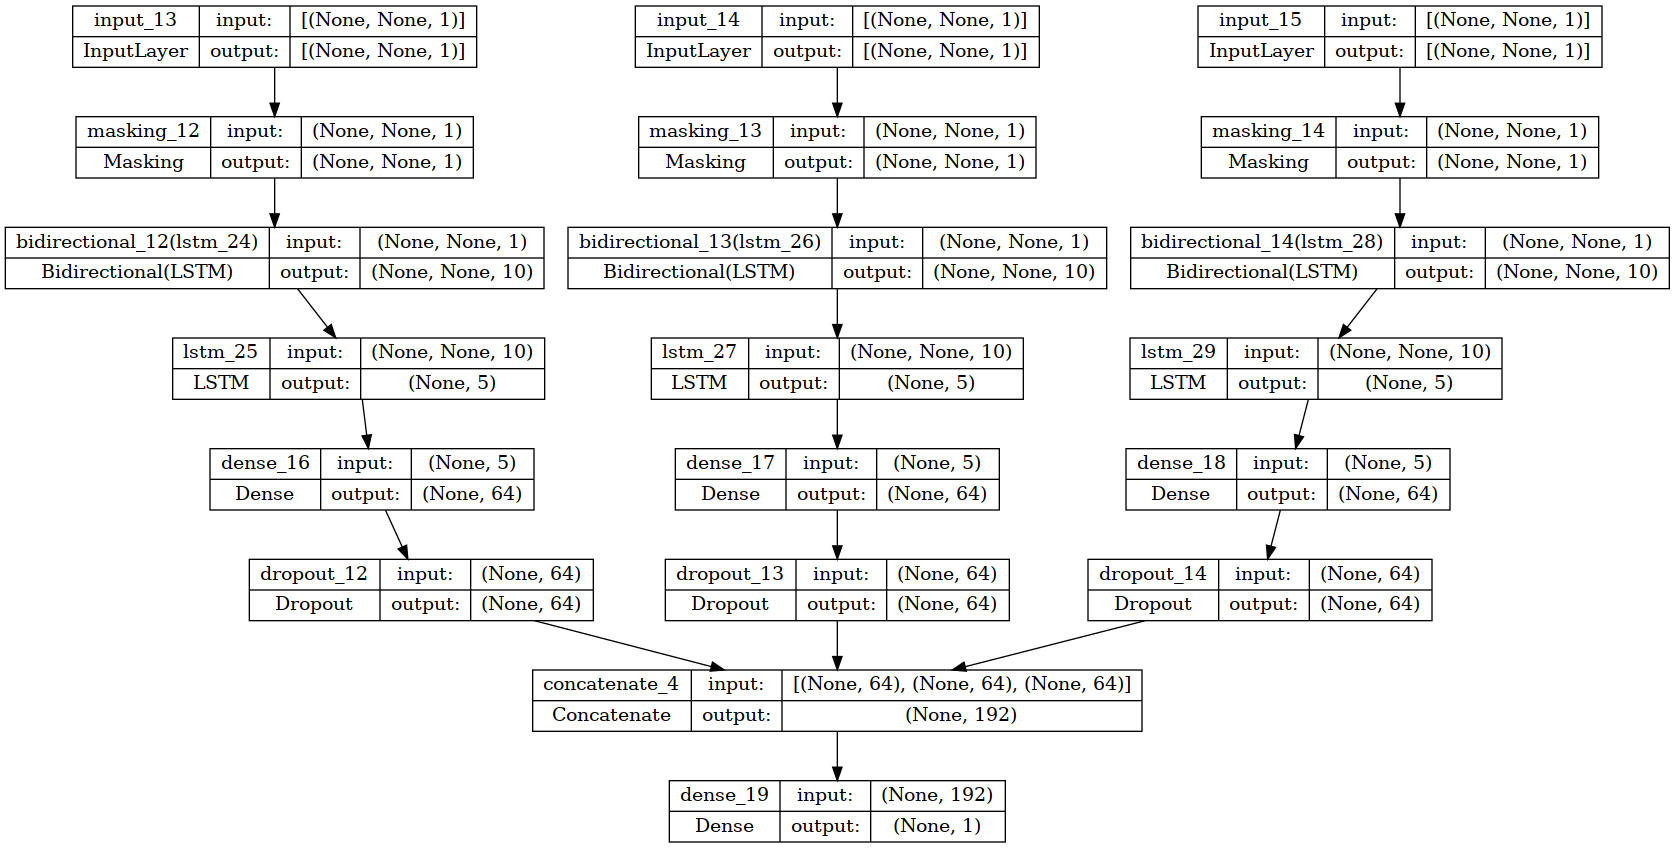 input_13 input: [(None, None, 1)]
InputLayer output: [(None, None, 1)]
input_14 input: [(None, None, 1)]
InputLayer output: [(None, None, 1)]
input_15 input: [(None, None, 1)]
InputLayer output: [(None, None, 1)]
masking_12 input: (None, None, 1)
Masking output: (None, None, 1)
masking_13 input: (None, None, 1)
Masking output: (None, None, 1)
masking_14 input: (None, None, 1)
Masking output: (None, None, 1)
bidirectional_12(lstm_24) input: (None, None, 1)
Bidirectional(LSTM) output: (None, None, 10)
bidirectional_13(lstm_26) input: (None, None, 1)
Bidirectional(LSTM) output: (None, None, 10)
bidirectional_14(lstm_28) input: (None, None, 1)
Bidirectional(LSTM) output: (None, None, 10)
lstm_25 input: (None, None, 10)
LSTM output: (None, 5)
lstm_27 input: (None, None, 10)
LSTM output: (None, 5)
lstm_29 input: (None, None, 10)
LSTM output: (None, 5)
dense_16 input: (None, 5)
Dense output: (None, 64)
dense_17 input: (None, 5)
Dense output: (None, 64)
dense_18 input: (None, 5)
Dense output: (None, 64)
dropout_12 input: (None, 64)
Dropout output: (None, 64)
dropout_13 input: (None, 64)
Dropout output: (None, 64)
dropout_14 input: (None, 64)
Dropout output: (None, 64)
concatenate_4 input: [(None, 64), (None, 64), (None, 64)]
Concatenate output: (None, 192)
dense_19 input: (None, 192)
Dense output: (None, 1)